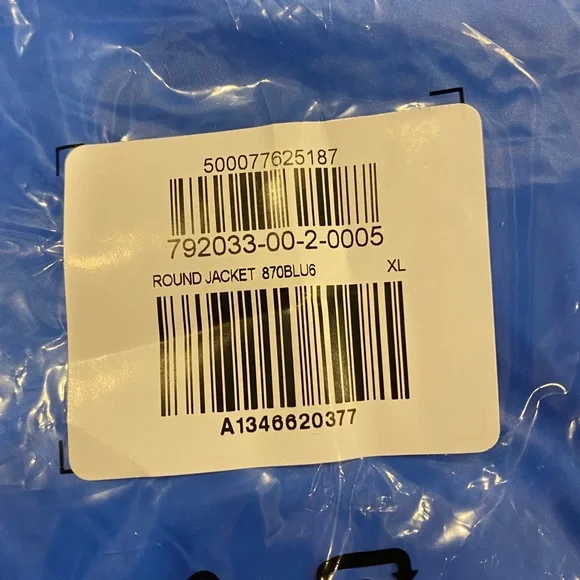 500077625187
792033-00-2-0005
ROUND JACKET 870BLU6 XL
A1346620377